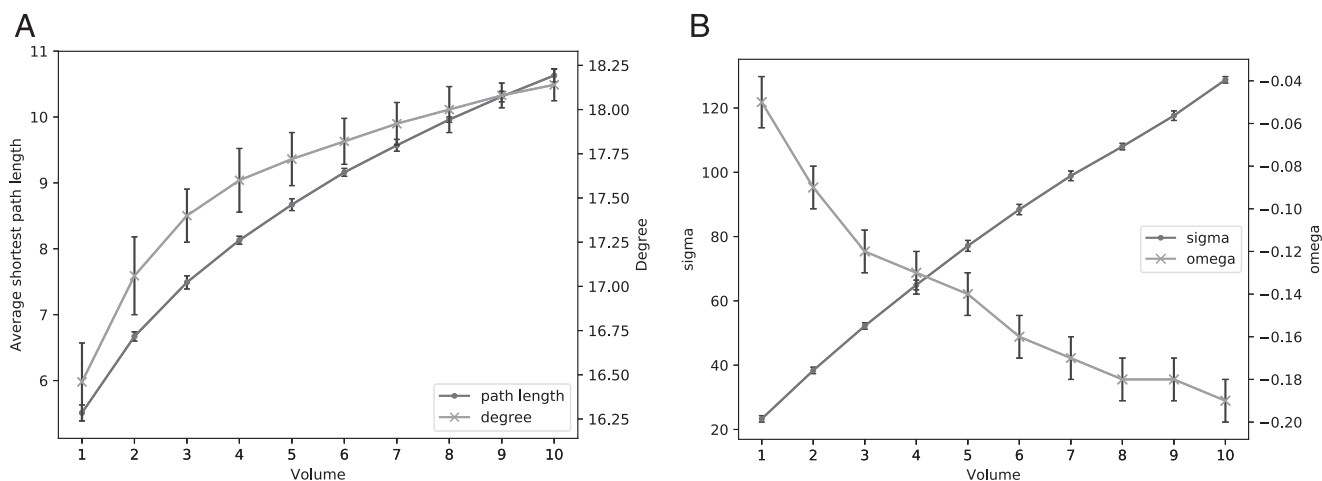 A
Average shortest path length
11
10
9
8
7
6
18.25
18.00
17.75
17.50
17.25
17.00
16.75
16.50
16.25
Degree
path length
degree
1 2 3 4 5 6 7 8 9 10
Volume
B
sigma
120
100
80
60
40
20
−0.04
−0.06
−0.08
−0.10
−0.12
−0.14
−0.16
−0.18
−0.20
omega
sigma
omega
1 2 3 4 5 6 7 8 9 10
Volume